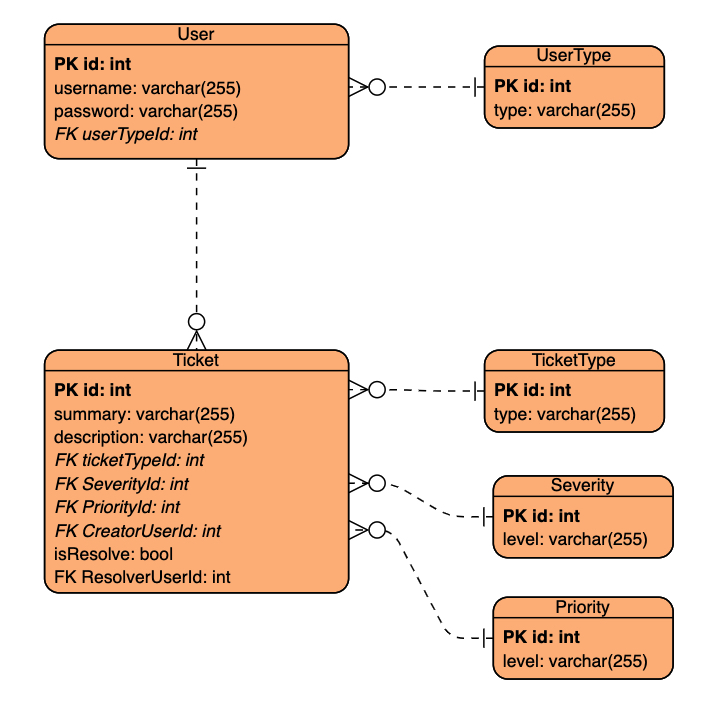 User
PK id: int
username: varchar(255)
password: varchar(255)
FK userTypeId: int
UserType
PK id: int
type: varchar(255)
Ticket
PK id: int
summary: varchar(255)
description: varchar(255)
FK ticketTypeId: int
FK SeverityId: int
FK PriorityId: int
FK CreatorUserId: int
isResolve: bool
FK ResolverUserId: int
TicketType
PK id: int
type: varchar(255)
Severity
PK id: int
level: varchar(255)
Priority
PK id: int
level: varchar(255)